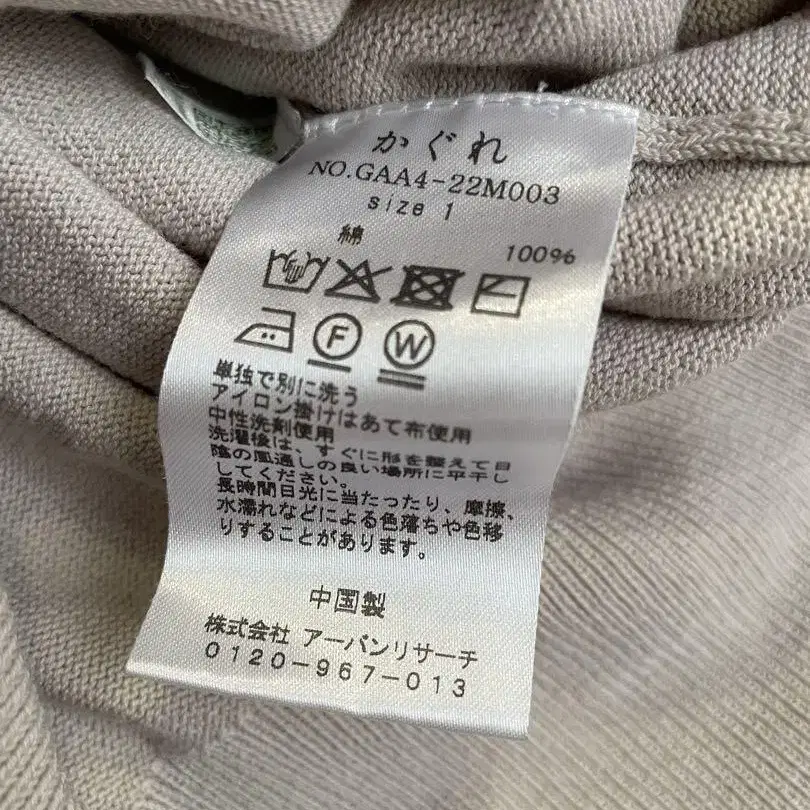 かぐれ
NO.GAA4-22M003
size 1
綿 100%
F W
単独で別に洗う
アイロン掛けはあて布使用
中性洗剤使用
洗濯後は、すぐに形を整えて日
陰の風通しの良い場所に平干し
してください。
長時間日光に当たったり、摩擦、
水濡れなどによる色落ちや色移
りすることがあります。
中国製
株式会社 アーバンリサーチ
0120-967-013